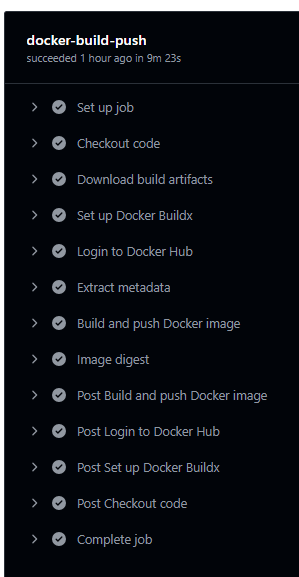 docker-build-push
succeeded 1 hour ago in 9m 23s
Set up job
Checkout code
Download build artifacts
Set up Docker Buildx
Login to Docker Hub
Extract metadata
Build and push Docker image
Image digest
Post Build and push Docker image
Post Login to Docker Hub
Post Set up Docker Buildx
Post Checkout code
Complete job